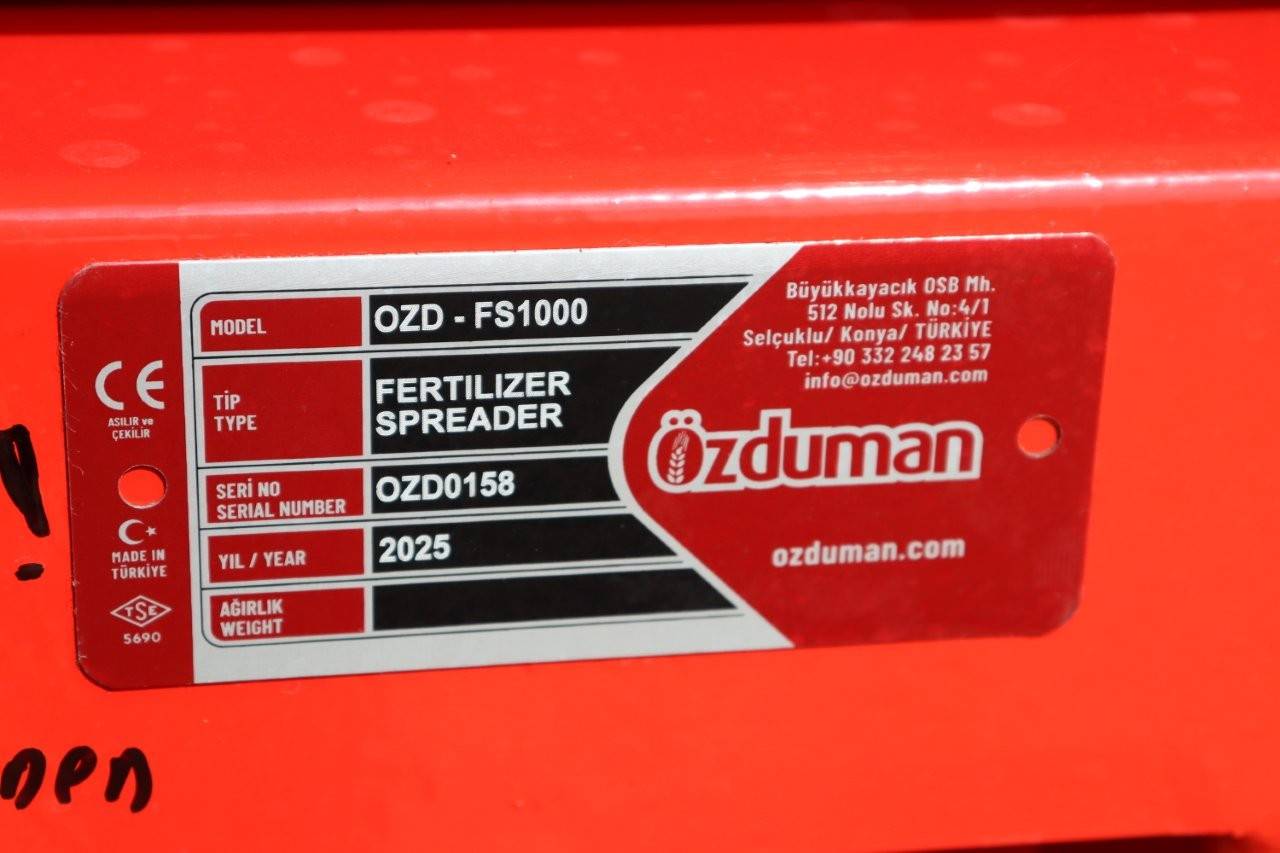 CE
ASILIR ve
ÇEKİLİR
MADE IN
TÜRKİYE
TSE
5690
MODEL
OZD - FS1000
TİP
TYPE
FERTILIZER
SPREADER
SERİ NO
SERIAL NUMBER
OZD0158
YIL / YEAR
2025
AĞIRLIK
WEIGHT
Büyükkayacık OSB Mh.
512 Nolu Sk. No:4/1
Selçuklu/ Konya/ TÜRKİYE
Tel:+90 332 248 23 57
info@ozduman.com
Özduman
ozduman.com